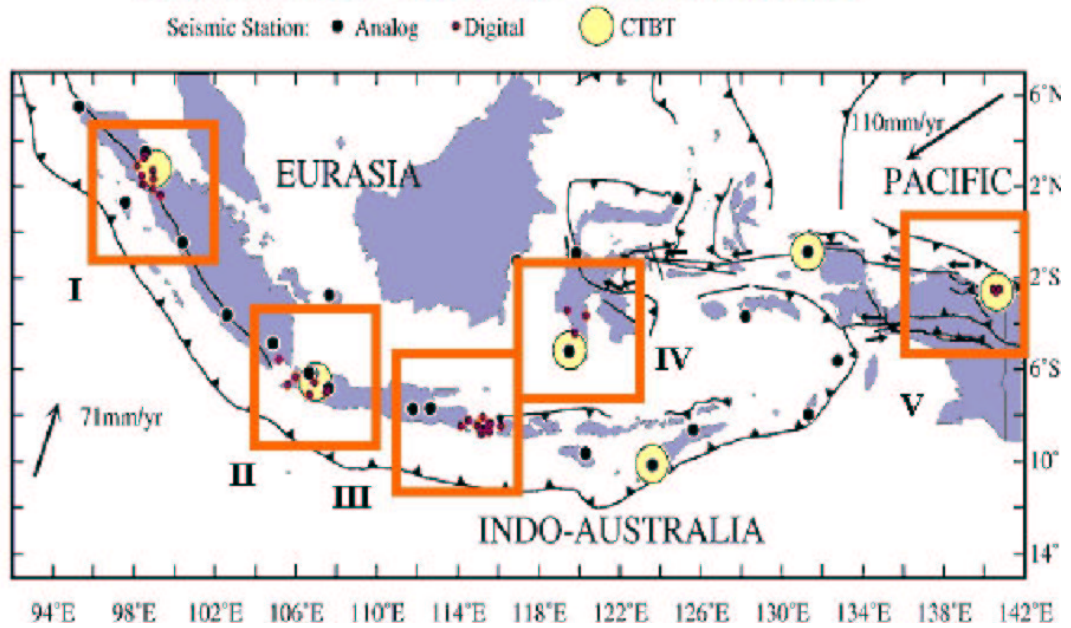 Seismic Station: Analog Digital CTBT
6°N
110mm/yr
EURASIA
PACIFIC
2°N
I
2°S
IV
6°S
V
71mm/yr
II
10°
III
INDO-AUSTRALIA
14°
94°E 98°E 102°E 106°E 110°E 114°E 118°E 122°E 126°E 130°E 134°E 138°E 142°E